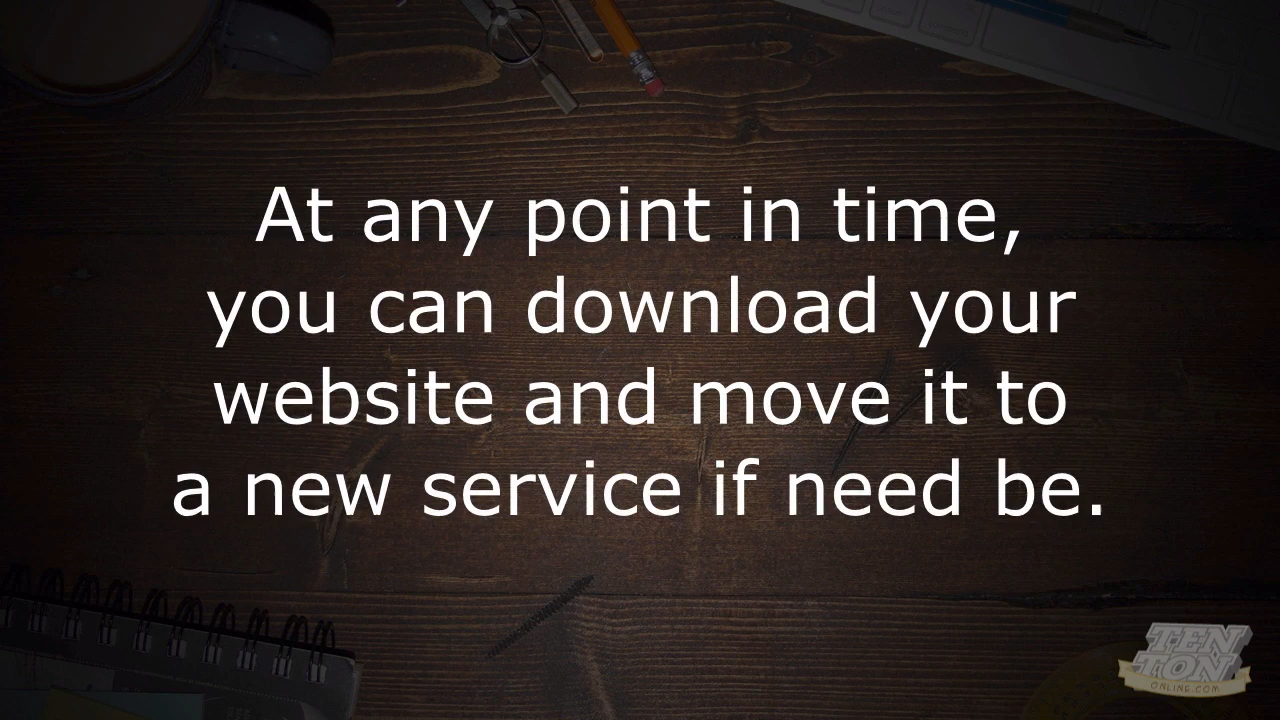 At any point in time,
you can download your
website and move it to
a new service if need be.
TEN
TON
ONLINE.COM